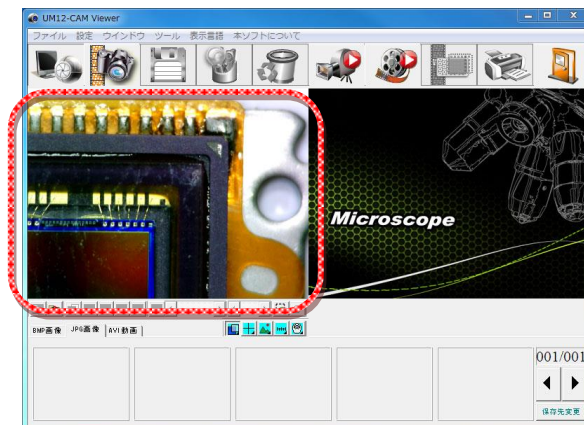 UM12-CAM Viewer
ファイル 設定 ウインドウ ツール 表示言語 本ソフトについて
Microscope
BMP画像 JPG画像 AVI動画
001/001
保存先変更